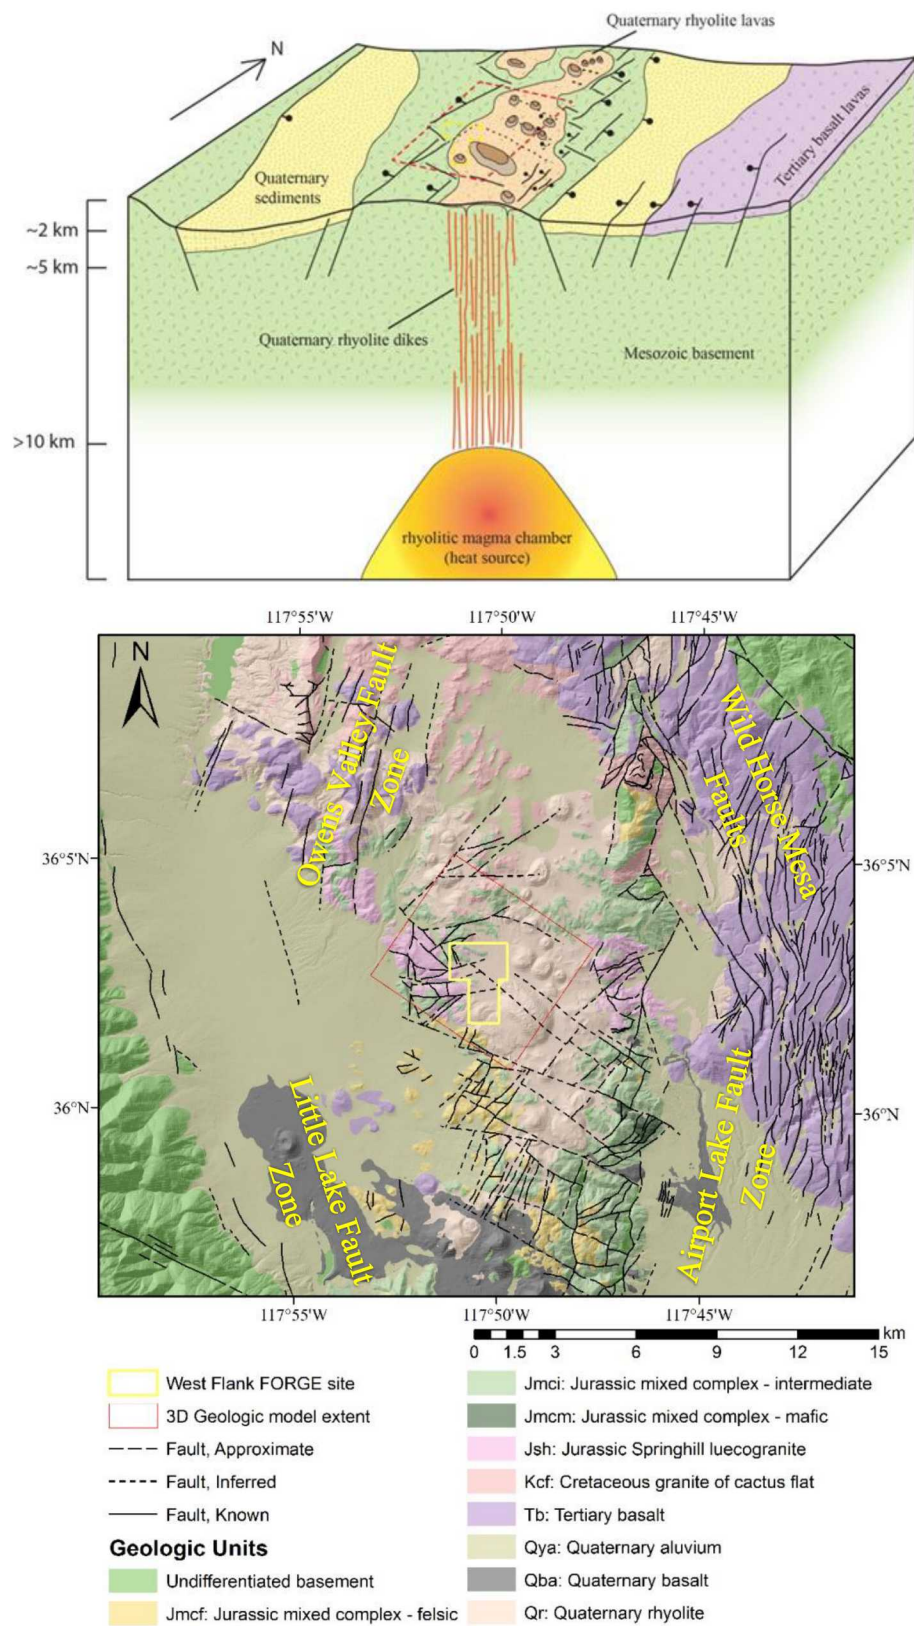 Quaternary rhyolite lavas
N
Quaternary
sediments
Tertiary basalt lavas
~2 km
~5 km
Quaternary rhyolite dikes
Mesozoic basement
>10 km
rhyolitic magma chamber
(heat source)
117°55'W
117°50'W
117°45'W
N
Owens Valley Fault
Zone
Wild Horse Mesa
Faults
36°5'N
36°5'N
36°N
36°N
Little Lake Fault
Zone
Airport Lake Fault
Zone
117°55'W
117°50'W
117°45'W
km
0 1.5 3 6 9 12 15
West Flank FORGE site
3D Geologic model extent
Fault, Approximate
Fault, Inferred
Fault, Known
Geologic Units
Undifferentiated basement
Jmcf: Jurassic mixed complex - felsic
Jmci: Jurassic mixed complex - intermediate
Jmcm: Jurassic mixed complex - mafic
Jsh: Jurassic Springhill luecogranite
Kcf: Cretaceous granite of cactus flat
Tb: Tertiary basalt
Qya: Quaternary aluvium
Qba: Quaternary basalt
Qr: Quaternary rhyolite